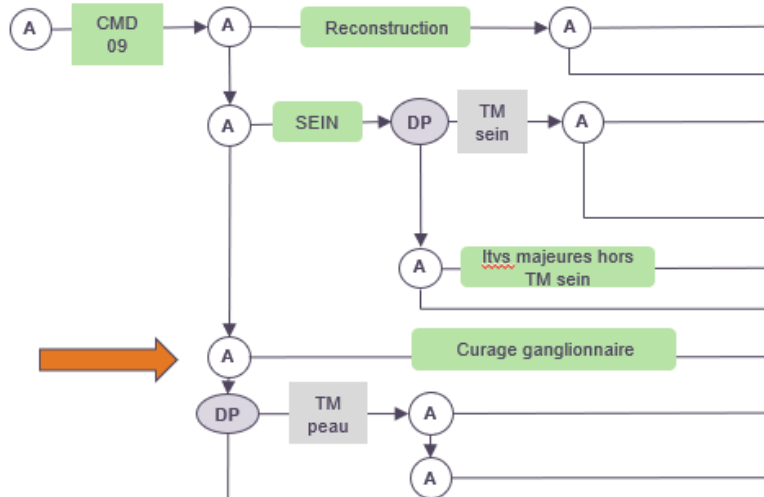 A
CMD
09
A
Reconstruction
A
A
SEIN
DP
TM
sein
A
A
Itvs majeures hors
TM sein
A
Curage ganglionnaire
DP
TM
peau
A
A